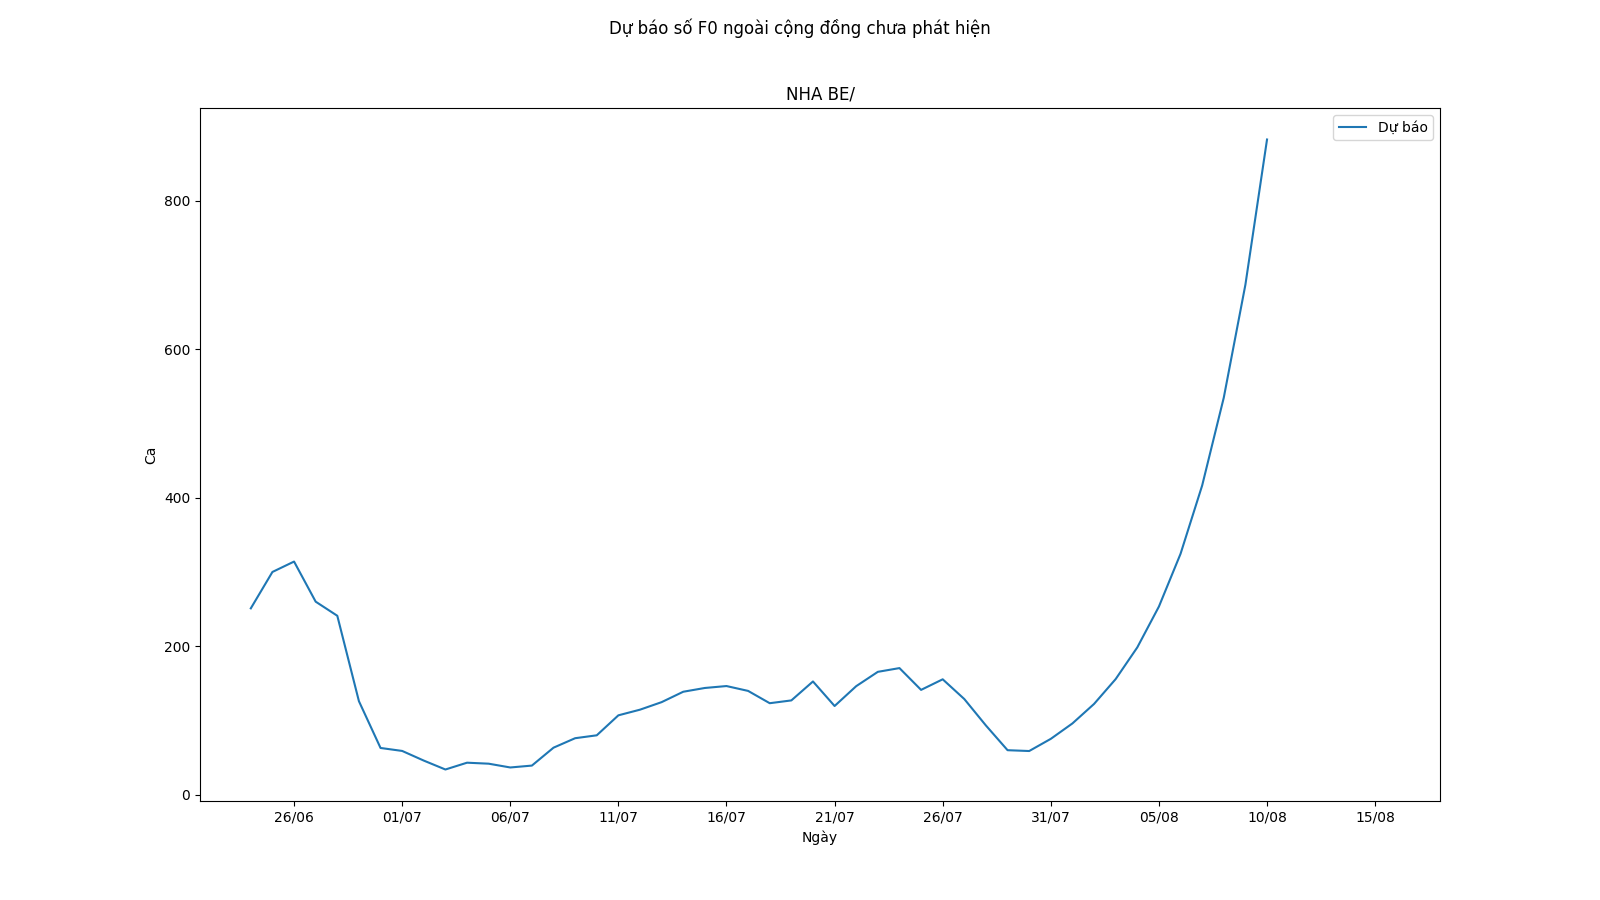 Dự báo số F0 ngoài cộng đồng chưa phát hiện
NHA BE/
Dự báo
800
600
400
200
0
Ca
26/06 01/07 06/07 11/07 16/07 21/07 26/07 31/07 05/08 10/08 15/08
Ngày